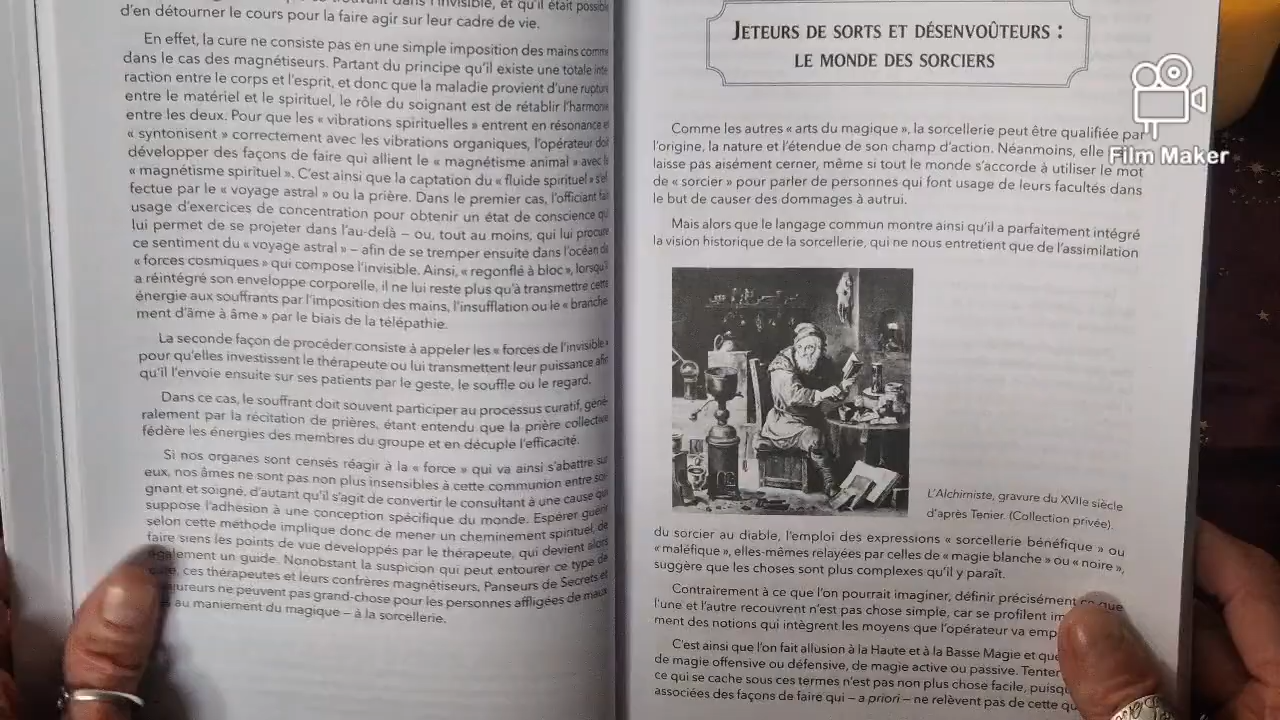 dans l'invisible, et qu'il était possible
d'en détourner le cours pour la faire agir sur leur cadre de vie.
En effet, la cure ne consiste pas en une simple imposition des mains comme
dans le cas des magnétiseurs. Partant du principe qu'il existe une totale inte
raction entre le corps et l'esprit, et donc que la maladie provient d'une rupture
entre le matériel et le spirituel, le rôle du soignant est de rétablir l'harmonie
entre les deux. Pour que les « vibrations spirituelles » entrent en résonance et
« syntonisent » correctement avec les vibrations organiques, l'opérateur doit
développer des façons de faire qui allient le « magnétisme animal » avec le
« magnétisme spirituel ». C'est ainsi que la captation du « fluide spirituel » s'ef
fectue par le « voyage astral » ou la prière. Dans le premier cas, l'officiant fait
usage d'exercices de concentration pour obtenir un état de conscience qui
lui permet de se projeter dans l'au-delà – ou, tout au moins, qui lui procure
ce sentiment du « voyage astral » – afin de se tremper ensuite dans l'océan de
« forces cosmiques » qui compose l'invisible. Ainsi, « regonflé à bloc », lorsqu'il
a réintégré son enveloppe corporelle, il ne lui reste plus qu'à transmettre cette
énergie aux souffrants par l'imposition des mains, l'insufflation ou le « branche
ment d'âme à âme » par le biais de la télépathie.
La seconde façon de procéder consiste à appeler les « forces de l'invisible »
pour qu'elles investissent le thérapeute ou lui transmettent leur puissance afin
qu'il l'envoie ensuite sur ses patients par le geste, le souffle ou le regard.
Dans ce cas, le souffrant doit souvent participer au processus curatif, géné
ralement par la récitation de prières, étant entendu que la prière collective
fédère les énergies des membres du groupe et en décuple l'efficacité.
Si nos organes sont censés réagir à la « force » qui va ainsi s'abattre sur
eux, nos âmes ne sont pas non plus insensibles à cette communion entre soi
gnant et soigné, d'autant qu'il s'agit de convertir le consultant à une cause qui
suppose l'adhésion à une conception spécifique du monde. Espérer guérir
selon cette méthode implique donc de mener un cheminement spirituel, de
faire siens les points de vue développés par le thérapeute, qui devient alors
également un guide. Nonobstant la suspicion qui peut entourer ce type de
ces thérapeutes et leurs confrères magnétiseurs, Panseurs de Secrets et
jureurs ne peuvent pas grand-chose pour les personnes affligées de maux
au maniement du magique – à la sorcellerie.
JETEURS DE SORTS ET DÉSENVOÛTEURS :
LE MONDE DES SORCIERS
Comme les autres « arts du magique », la sorcellerie peut être qualifiée par
l'origine, la nature et l'étendue de son champ d'action. Néanmoins, elle
laisse pas aisément cerner, même si tout le monde s'accorde à utiliser le mot
de « sorcier » pour parler de personnes qui font usage de leurs facultés dans
le but de causer des dommages à autrui.
Mais alors que le langage commun montre ainsi qu'il a parfaitement intégré
la vision historique de la sorcellerie, qui ne nous entretient que de l'assimilation
L'Alchimiste, gravure du XVIIe siècle
d'après Tenier. (Collection privée).
du sorcier au diable, l'emploi des expressions « sorcellerie bénéfique » ou
« maléfique », elles-mêmes relayées par celles de « magie blanche » ou « noire »,
suggère que les choses sont plus complexes qu'il y paraît.
Contrairement à ce que l'on pourrait imaginer, définir précisément ce que
l'une et l'autre recouvrent n'est pas chose simple, car se profilent im
ment des notions qui intègrent les moyens que l'opérateur va emp
C'est ainsi que l'on fait allusion à la Haute et à la Basse Magie et que
de magie offensive ou défensive, de magie active ou passive. Tenter
ce qui se cache sous ces termes n'est pas non plus chose facile, puisqu
associées des façons de faire qui – a priori – ne relèvent pas de cette qu
Film Maker